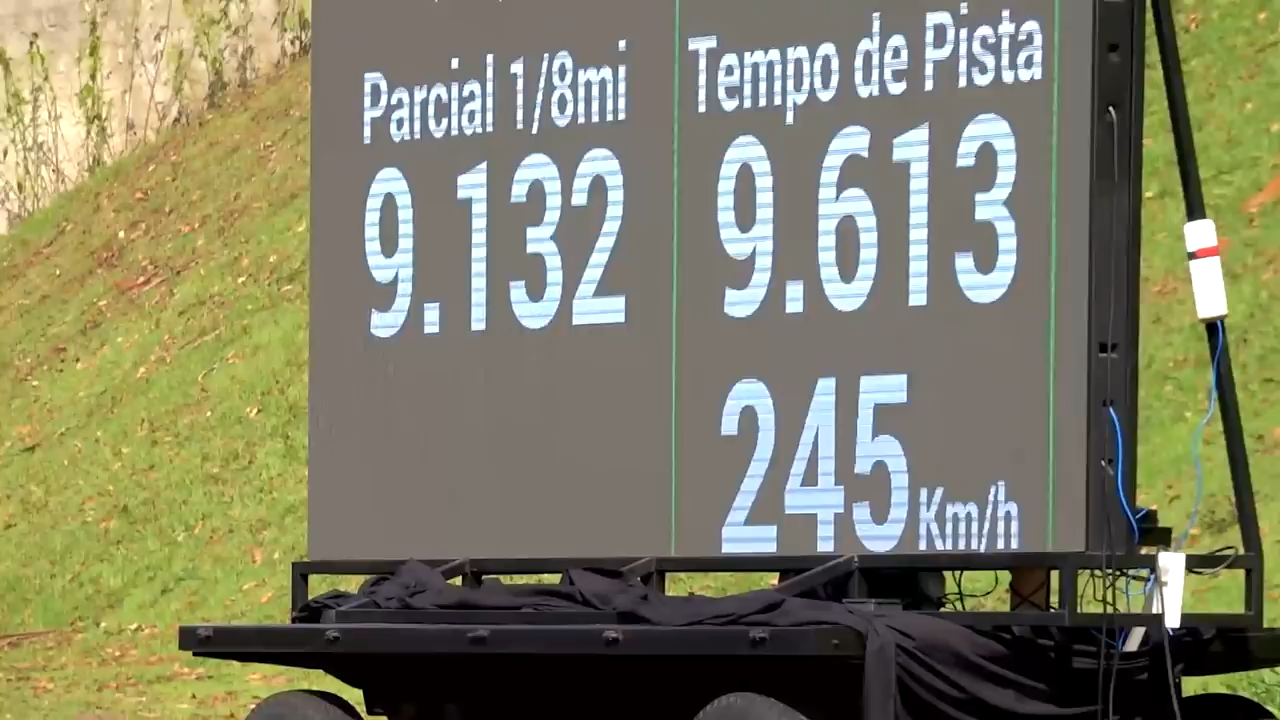 Parcial 1/8mi
9.132
Tempo de Pista
9.613
245 Km/h